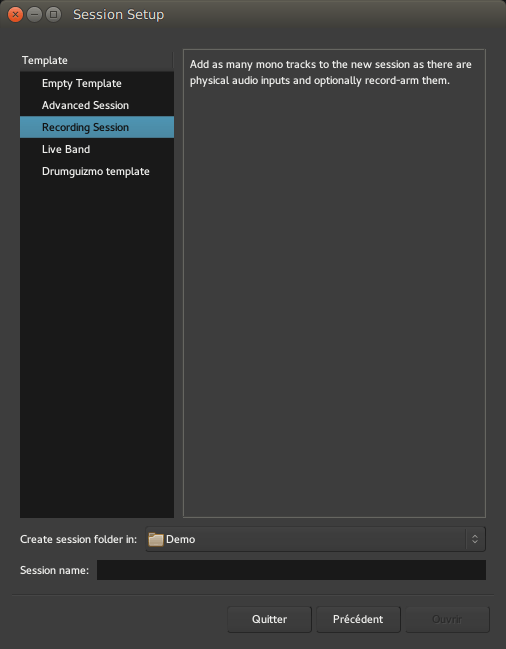 Session Setup
Template
Empty Template
Advanced Session
Recording Session
Live Band
Drumguizmo template
Add as many mono tracks to the new session as there are
physical audio inputs and optionally record-arm them.
Create session folder in: Demo
Session name:
Quitter Précédent Ouvrir